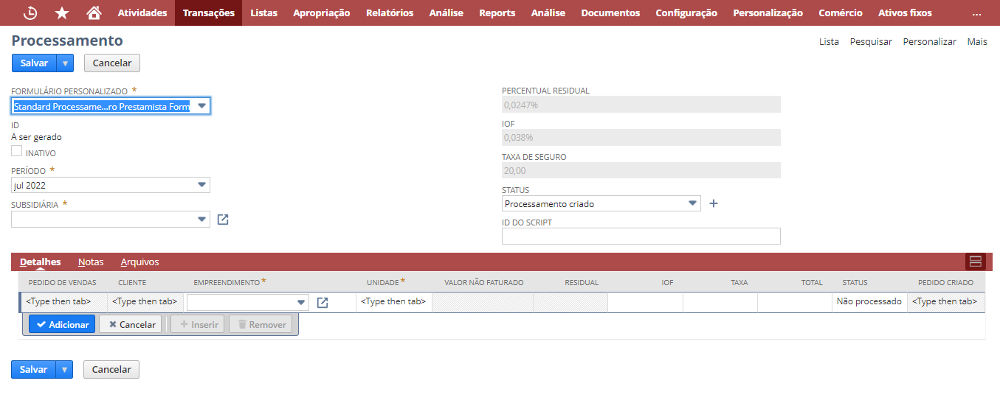 Atividades Transações Listas Apropriação Relatórios Análise Reports Análise Documentos Configuração Personalização Comércio Ativos fixos ...
Processamento
Lista Pesquisar Personalizar Mais
Salvar Cancelar
FORMULÁRIO PERSONALIZADO *
Standard Processame...ro Prestamista Form
ID
A ser gerado
INATIVO
PERÍODO *
jul 2022
SUBSIDIÁRIA *
PERCENTUAL RESIDUAL
0,0247%
IOF
0,038%
TAXA DE SEGURO
20,00
STATUS
Processamento criado
ID DO SCRIPT
Detalhes Notas Arquivos
PEDIDO DE VENDAS CLIENTE EMPREENDIMENTO * UNIDADE * VALOR NÃO FATURADO RESIDUAL IOF TAXA TOTAL STATUS PEDIDO CRIADO
<Type then tab> <Type then tab> <Type then tab> Não processado <Type then tab>
Adicionar Cancelar Inserir Remover
Salvar Cancelar